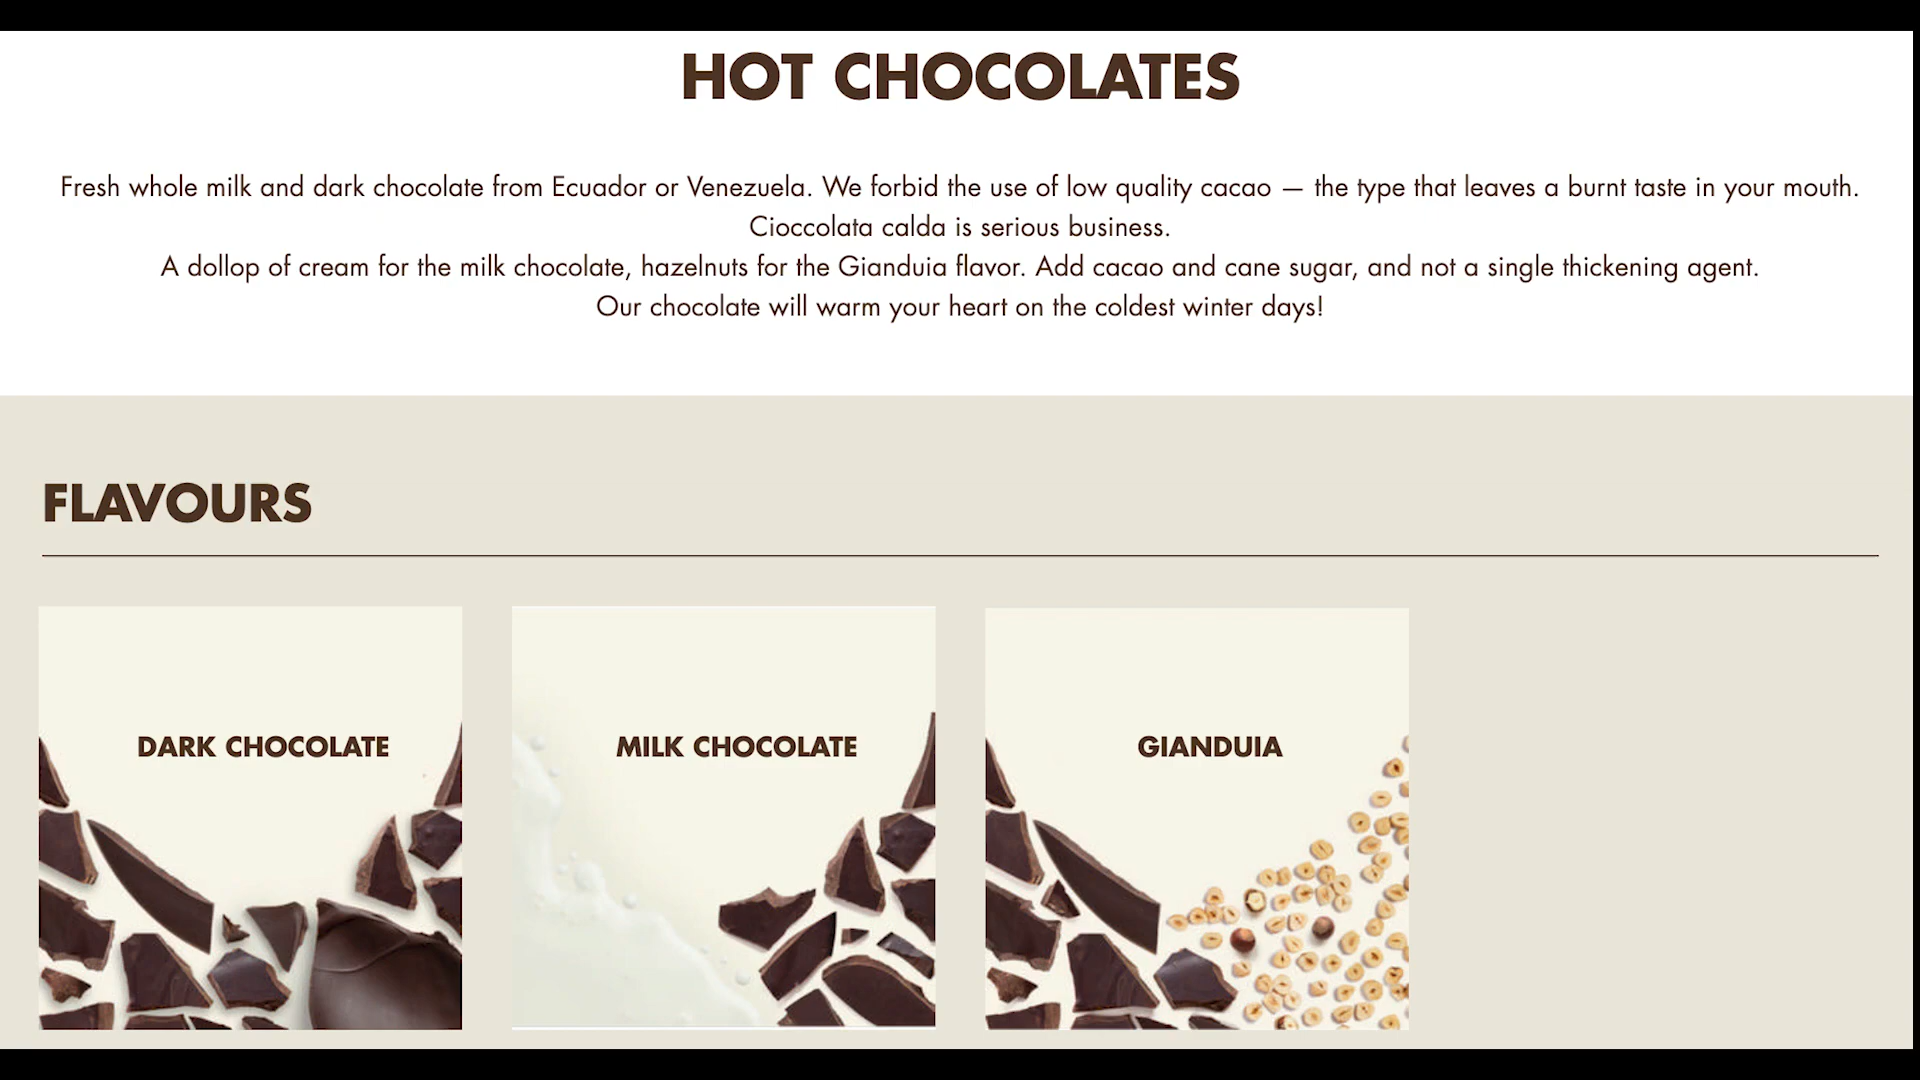 HOT CHOCOLATES
Fresh whole milk and dark chocolate from Ecuador or Venezuela. We forbid the use of low quality cacao — the type that leaves a burnt taste in your mouth.
Cioccolata calda is serious business.
A dollop of cream for the milk chocolate, hazelnuts for the Gianduia flavor. Add cacao and cane sugar, and not a single thickening agent.
Our chocolate will warm your heart on the coldest winter days!
FLAVOURS
DARK CHOCOLATE
MILK CHOCOLATE
GIANDUIA